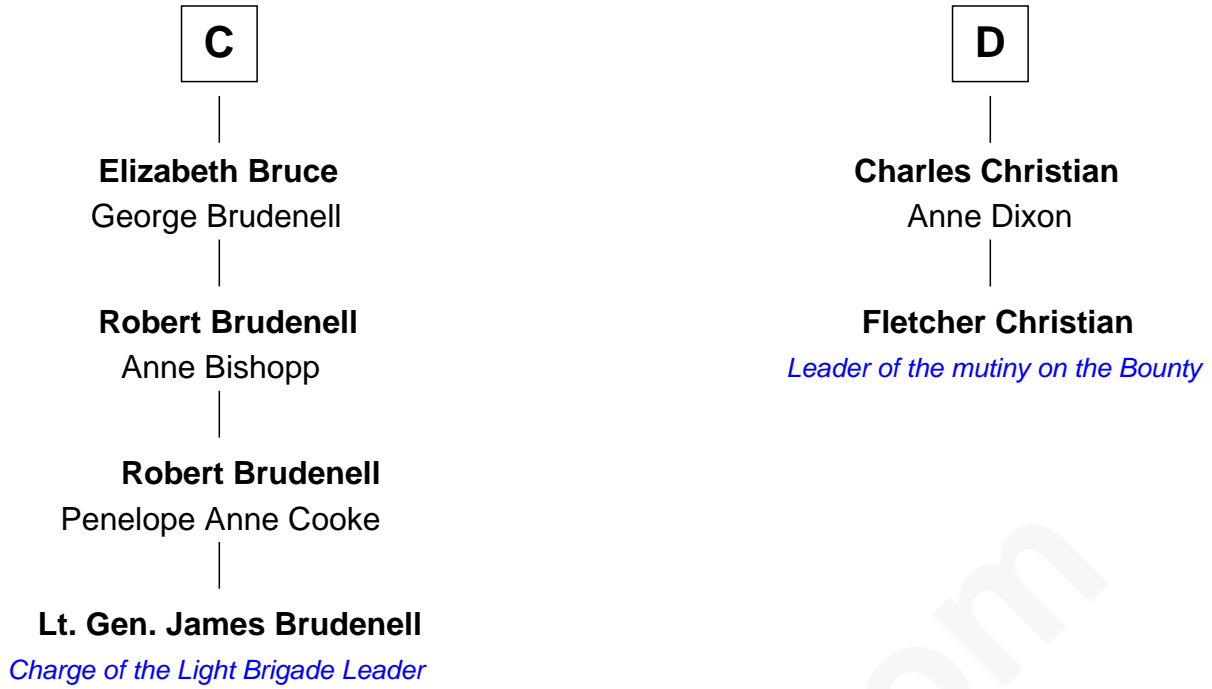 C
Elizabeth Bruce
George Brudenell
Robert Brudenell
Anne Bishopp
Robert Brudenell
Penelope Anne Cooke
Lt. Gen. James Brudenell
Charge of the Light Brigade Leader
D
Charles Christian
Anne Dixon
Fletcher Christian
Leader of the mutiny on the Bounty
om